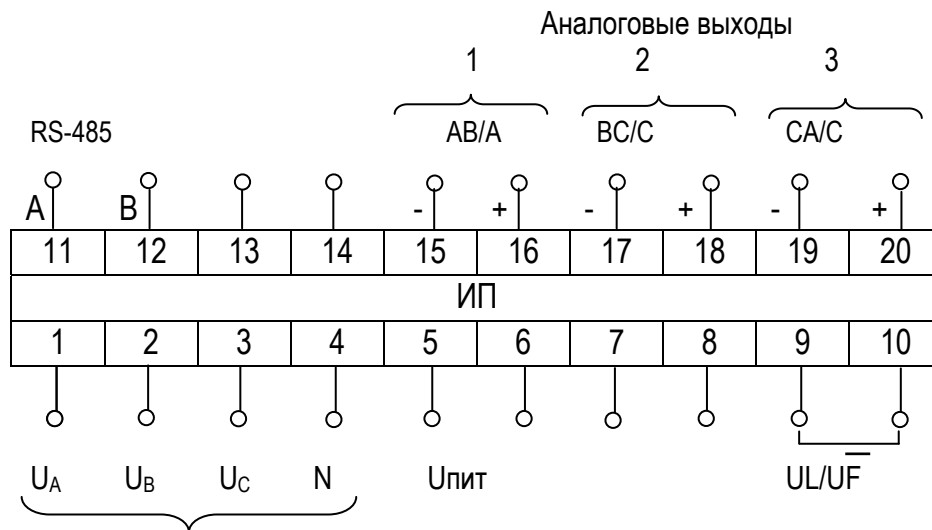 Аналоговые выходы
1 2 3
RS-485 AB/A BC/C CA/C
A B - + - + - +
11 12 13 14 15 16 17 18 19 20
ИП
1 2 3 4 5 6 7 8 9 10
UA UB UC N Uпит UL/UF